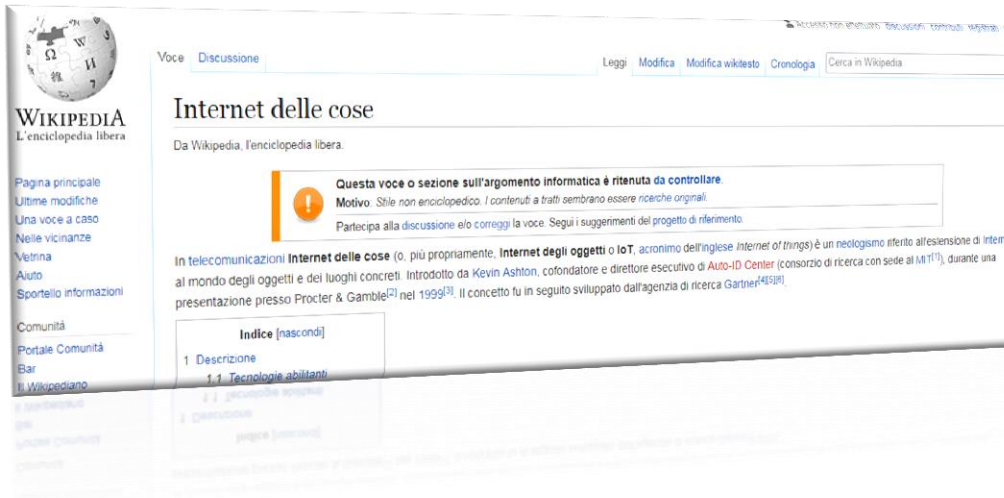 Accesso non effettuato discussioni contributi registrati
Voce Discussione Leggi Modifica Modifica wikitesto Cronologia Cerca in Wikipedia
WIKIPEDIA
L'enciclopedia libera
Pagina principale
Ultime modifiche
Una voce a caso
Nelle vicinanze
Vetrina
Aiuto
Sportello informazioni
Comunità
Portale Comunità
Bar
Il Wikipediano
Internet delle cose
Da Wikipedia, l'enciclopedia libera.
Questa voce o sezione sull'argomento informatica è ritenuta da controllare.
Motivo: Stile non enciclopedico. I contenuti a tratti sembrano essere ricerche originali.
Partecipa alla discussione e/o correggi la voce. Segui i suggerimenti del progetto di riferimento.
In telecomunicazioni Internet delle cose (o, più propriamente, Internet degli oggetti o IoT, acronimo dell'inglese Internet of things) è un neologismo riferito all'estensione di Intern
al mondo degli oggetti e dei luoghi concreti. Introdotto da Kevin Ashton, cofondatore e direttore esecutivo di Auto-ID Center (consorzio di ricerca con sede al MIT[1]), durante una
presentazione presso Procter & Gamble[2] nel 1999[3]. Il concetto fu in seguito sviluppato dall'agenzia di ricerca Gartner[4][5][6].
Indice [nascondi]
1 Descrizione
1.1 Tecnologie abilitanti